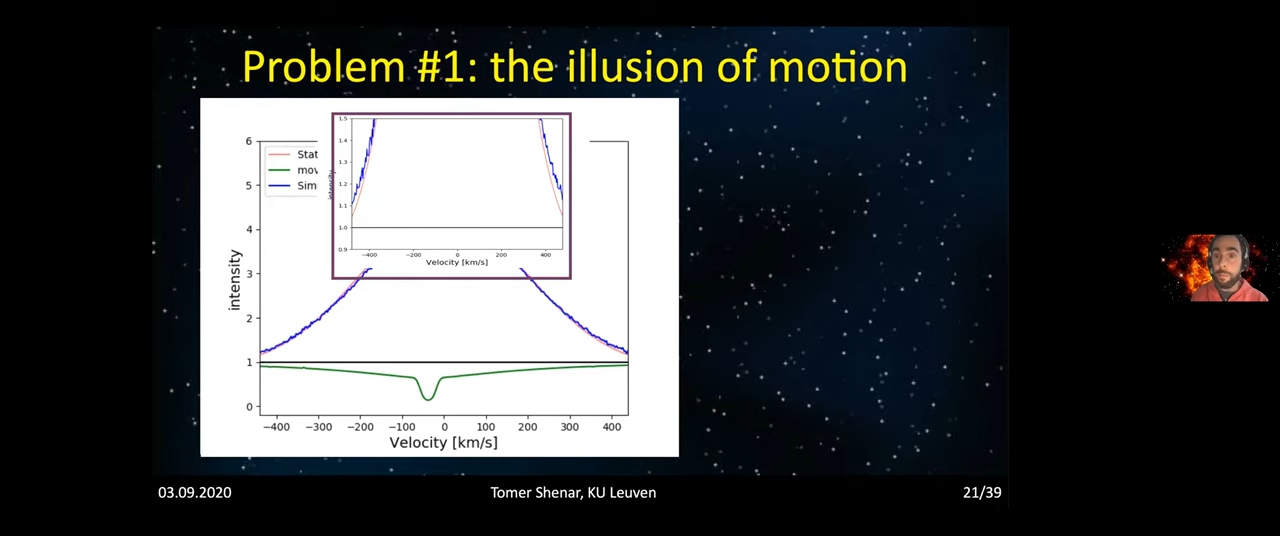 Problem #1: the illusion of motion
1.5
1.4
1.3
1.2
1.1
1.0
0.9
−400 −200 0 200 400
Velocity [km/s]
intensity
6
5
4
3
2
1
0
Stat
mov
Sim
intensity
−400 −300 −200 −100 0 100 200 300 400
Velocity [km/s]
03.09.2020 Tomer Shenar, KU Leuven 21/39